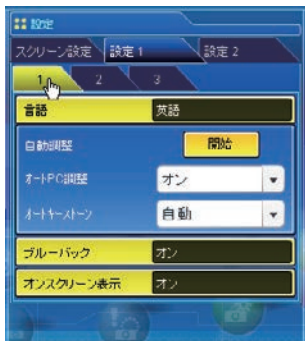 設定
スクリーン設定 設定 1 設定 2
1 2 3
言語 英語
自動調整 開始
オートPC調整 オン
オートキーストーン 自動
ブルーバック オン
オンスクリーン表示 オン